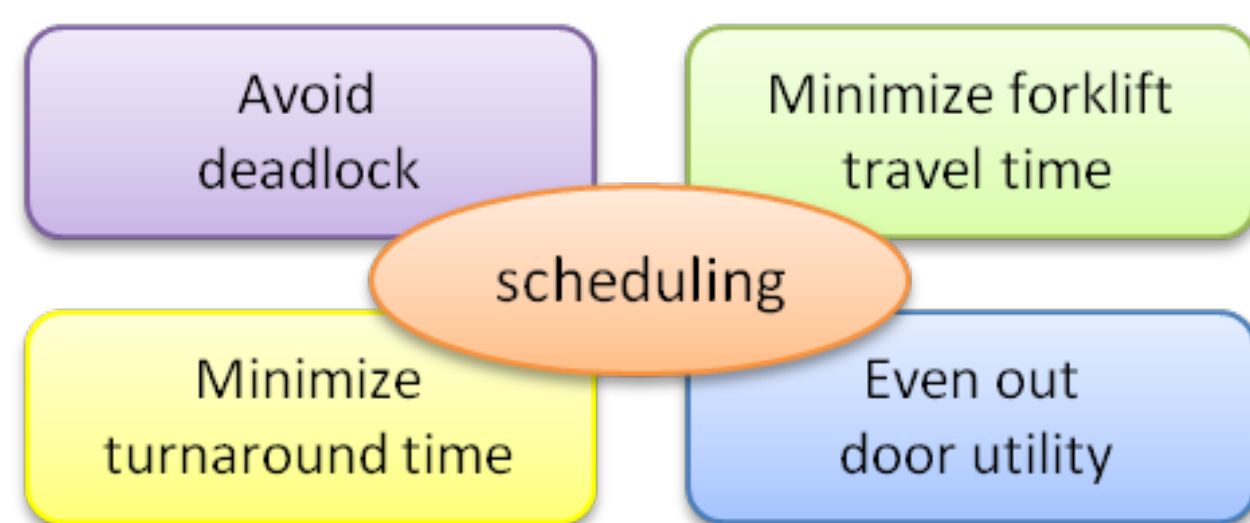 Avoid
deadlock
Minimize forklift
travel time
scheduling
Minimize
turnaround time
Even out
door utility